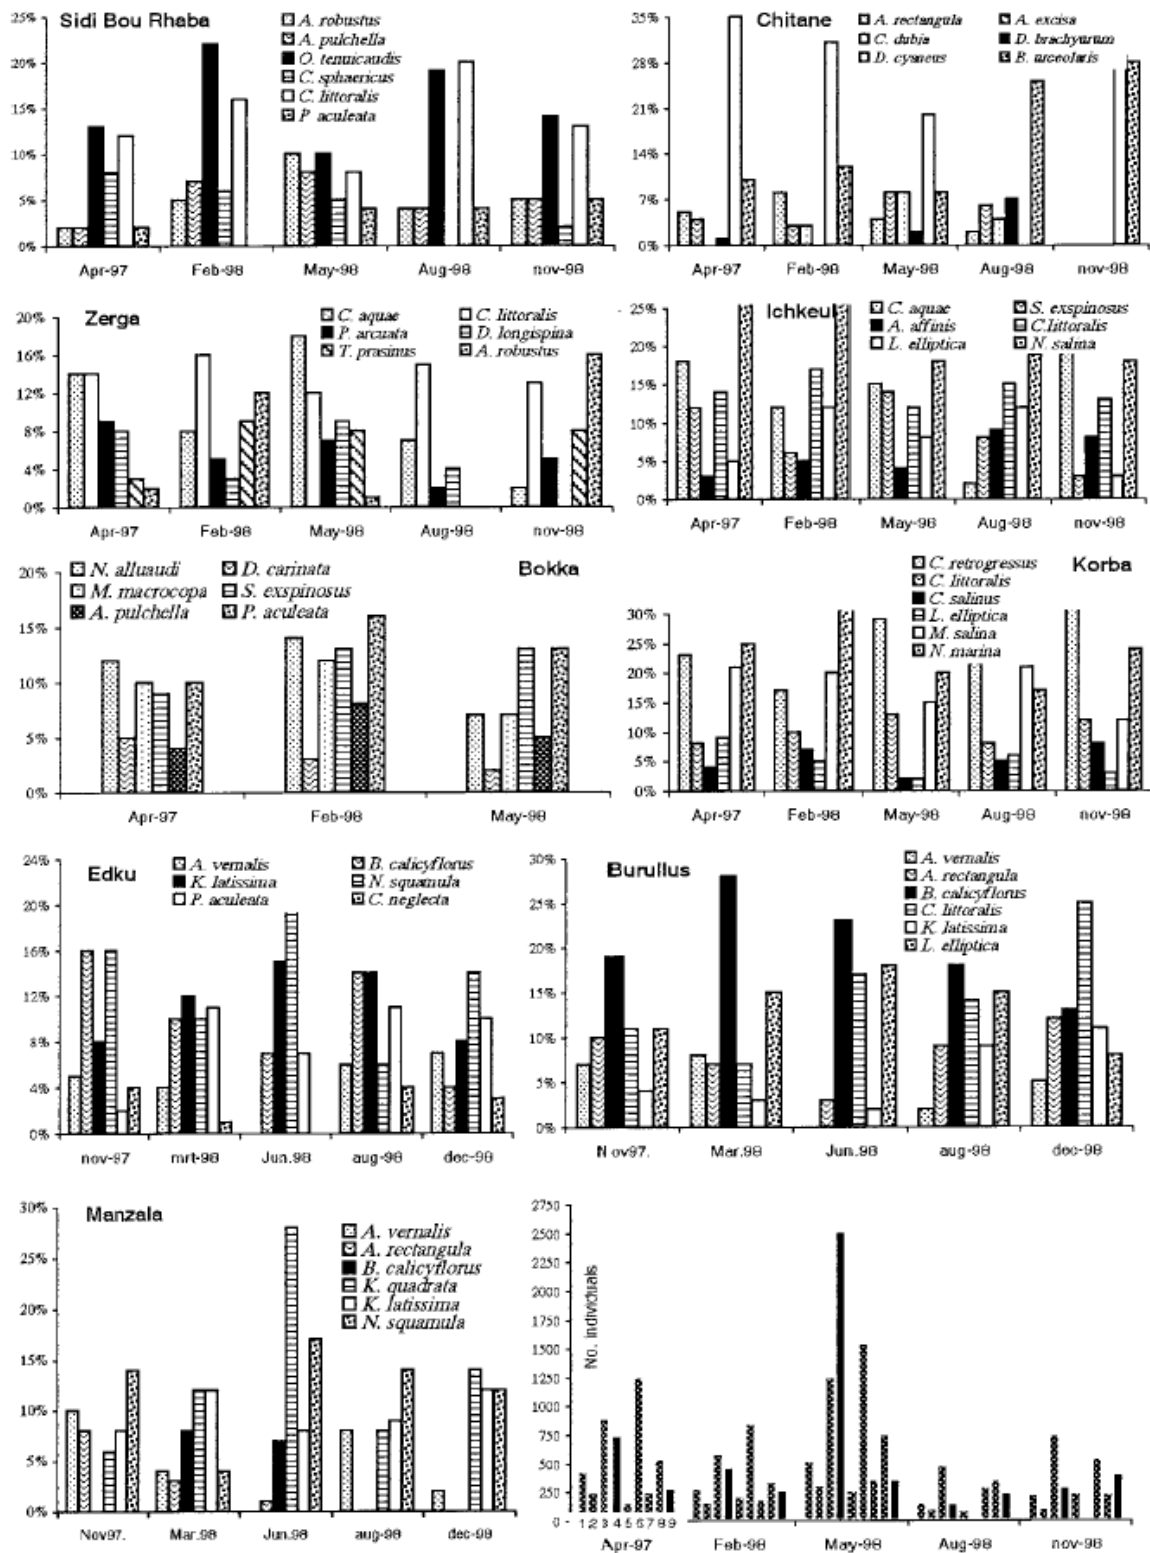 Sidi Bou Rhaba
A. robustus
A. pulchella
O. tenuicaudis
C. sphaericus
C. littoralis
P. aculeata
25%
20%
15%
10%
5%
0%
Apr-97 Feb-98 May-98 Aug-98 nov-98
Chitane
A. rectangula A. excisa
C. dubia D. brachyurum
D. cyaneus B. urceolaris
35%
28%
21%
14%
7%
0%
Apr-97 Feb-98 May-98 Aug-98 nov-98
Zerga
C. aquae C. littoralis
P. arcuata D. longispina
T. prasinus A. robustus
20%
16%
12%
8%
4%
0%
Apr-97 Feb-98 May-98 Aug-98 nov-98
Ichkeul
C. aquae S. exspinosus
A. affinis C.littoralis
L. elliptica N. salina
25%
20%
15%
10%
5%
0%
Apr-97 Feb-98 May-98 Aug-98 nov-98
Bokka
N. alluaudi D. carinata
M. macrocopa S. exspinosus
A. pulchella P. aculeata
20%
15%
10%
5%
0%
Apr-97 Feb-98 May-98
Korba
C. retrogressus
C. littoralis
C. salinus
L. elliptica
M. salina
N. marina
30%
25%
20%
15%
10%
5%
0%
Apr-97 Feb-98 May-98 Aug-98 nov-98
Edku
A. vernalis B. calicyflorus
K. latissima N. squamula
P. aculeata C. neglecta
24%
20%
16%
12%
8%
4%
0%
nov-97 mrt-98 Jun.98 aug-98 dec-98
Burullus
A. vernalis
A. rectangula
B. calicyflorus
C. littoralis
K. latissima
L. elliptica
30%
25%
20%
15%
10%
5%
0%
Nov97. Mar.98 Jun.98 aug-98 dec-98
Manzala
A. vernalis
A. rectangula
B. calicyflorus
K. quadrata
K. latissima
N. squamula
30%
25%
20%
15%
10%
5%
0%
Nov97. Mar.98 Jun.98 aug-98 dec-98
No. individuals
2750
2500
2250
2000
1750
1500
1250
1000
750
500
250
0
1 2 3 4 5 6 7 8 9
Apr-97 Feb-98 May-98 Aug-98 nov-98